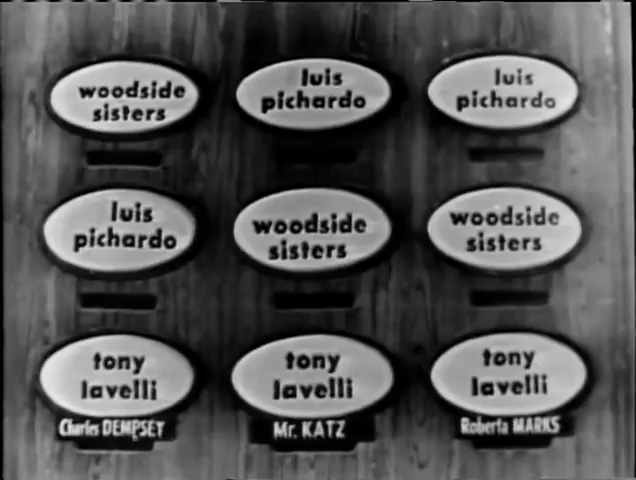 woodside
sisters
luis
pichardo
luis
pichardo
luis
pichardo
woodside
sisters
woodside
sisters
tony
lavelli
tony
lavelli
tony
lavelli
Charles DEMPSEY
Mr. KATZ
Roberta MARKS